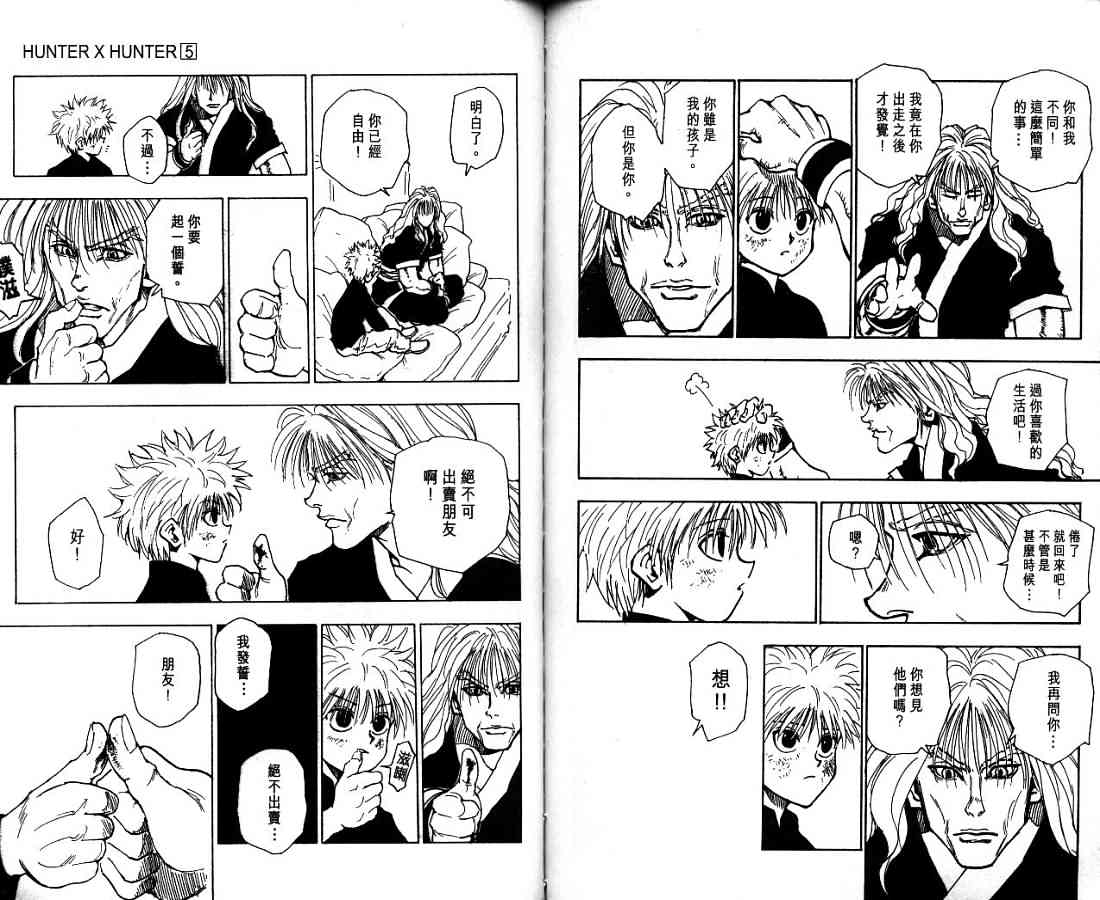 HUNTER X HUNTER 5
你和我
不同！
這麼簡單
的事…
我竟在你
出走之後
才發覺！
你雖是
我的孩子。
但你是你。
過你喜歡的
生活吧！
倦了
就回來吧！
不管是
甚麼時候…
嗯？
我再問你…
你想見
他們嗎？
想!!
明白了。
你已經
自由！
不過…
你要
起一個誓。
噗滋
絕不可
出賣朋友
啊！
好！
滋喇
我發誓…
絕不出賣…
朋友！